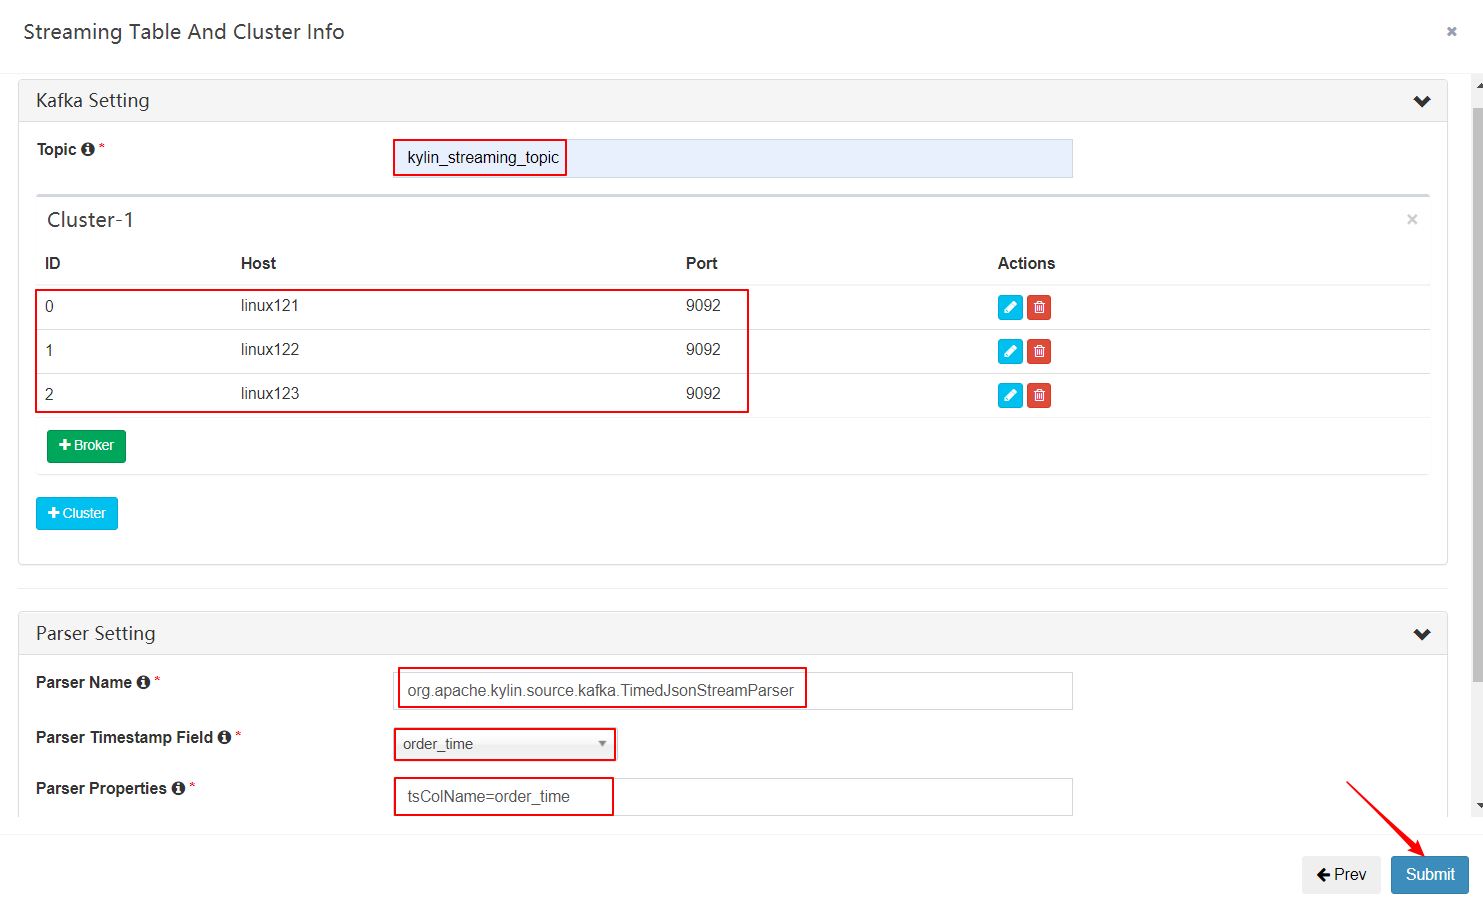 Streaming Table And Cluster Info
Kafka Setting
Topic *
kylin_streaming_topic
Cluster-1
ID Host Port Actions
0 linux121 9092
1 linux122 9092
2 linux123 9092
+ Broker
+ Cluster
Parser Setting
Parser Name *
org.apache.kylin.source.kafka.TimedJsonStreamParser
Parser Timestamp Field *
order_time
Parser Properties *
tsColName=order_time
Prev Submit